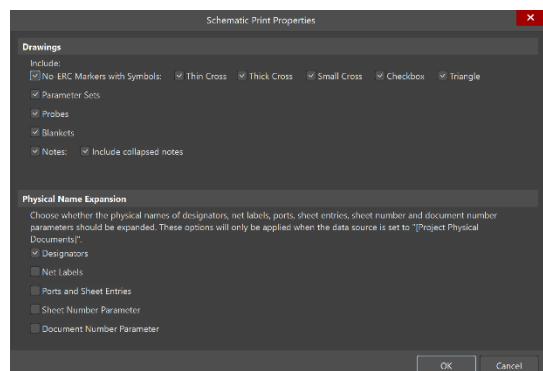 Schematic Print Properties
Drawings
Include:
No ERC Markers with Symbols: Thin Cross Thick Cross Small Cross Checkbox Triangle
Parameter Sets
Probes
Blankets
Notes: Include collapsed notes
Physical Name Expansion
Choose whether the physical names of designators, net labels, ports, sheet entries, sheet number and document number
parameters should be expanded. These options will only be applied when the data source is set to "[Project Physical
Documents]".
Designators
Net Labels
Ports and Sheet Entries
Sheet Number Parameter
Document Number Parameter
OK Cancel